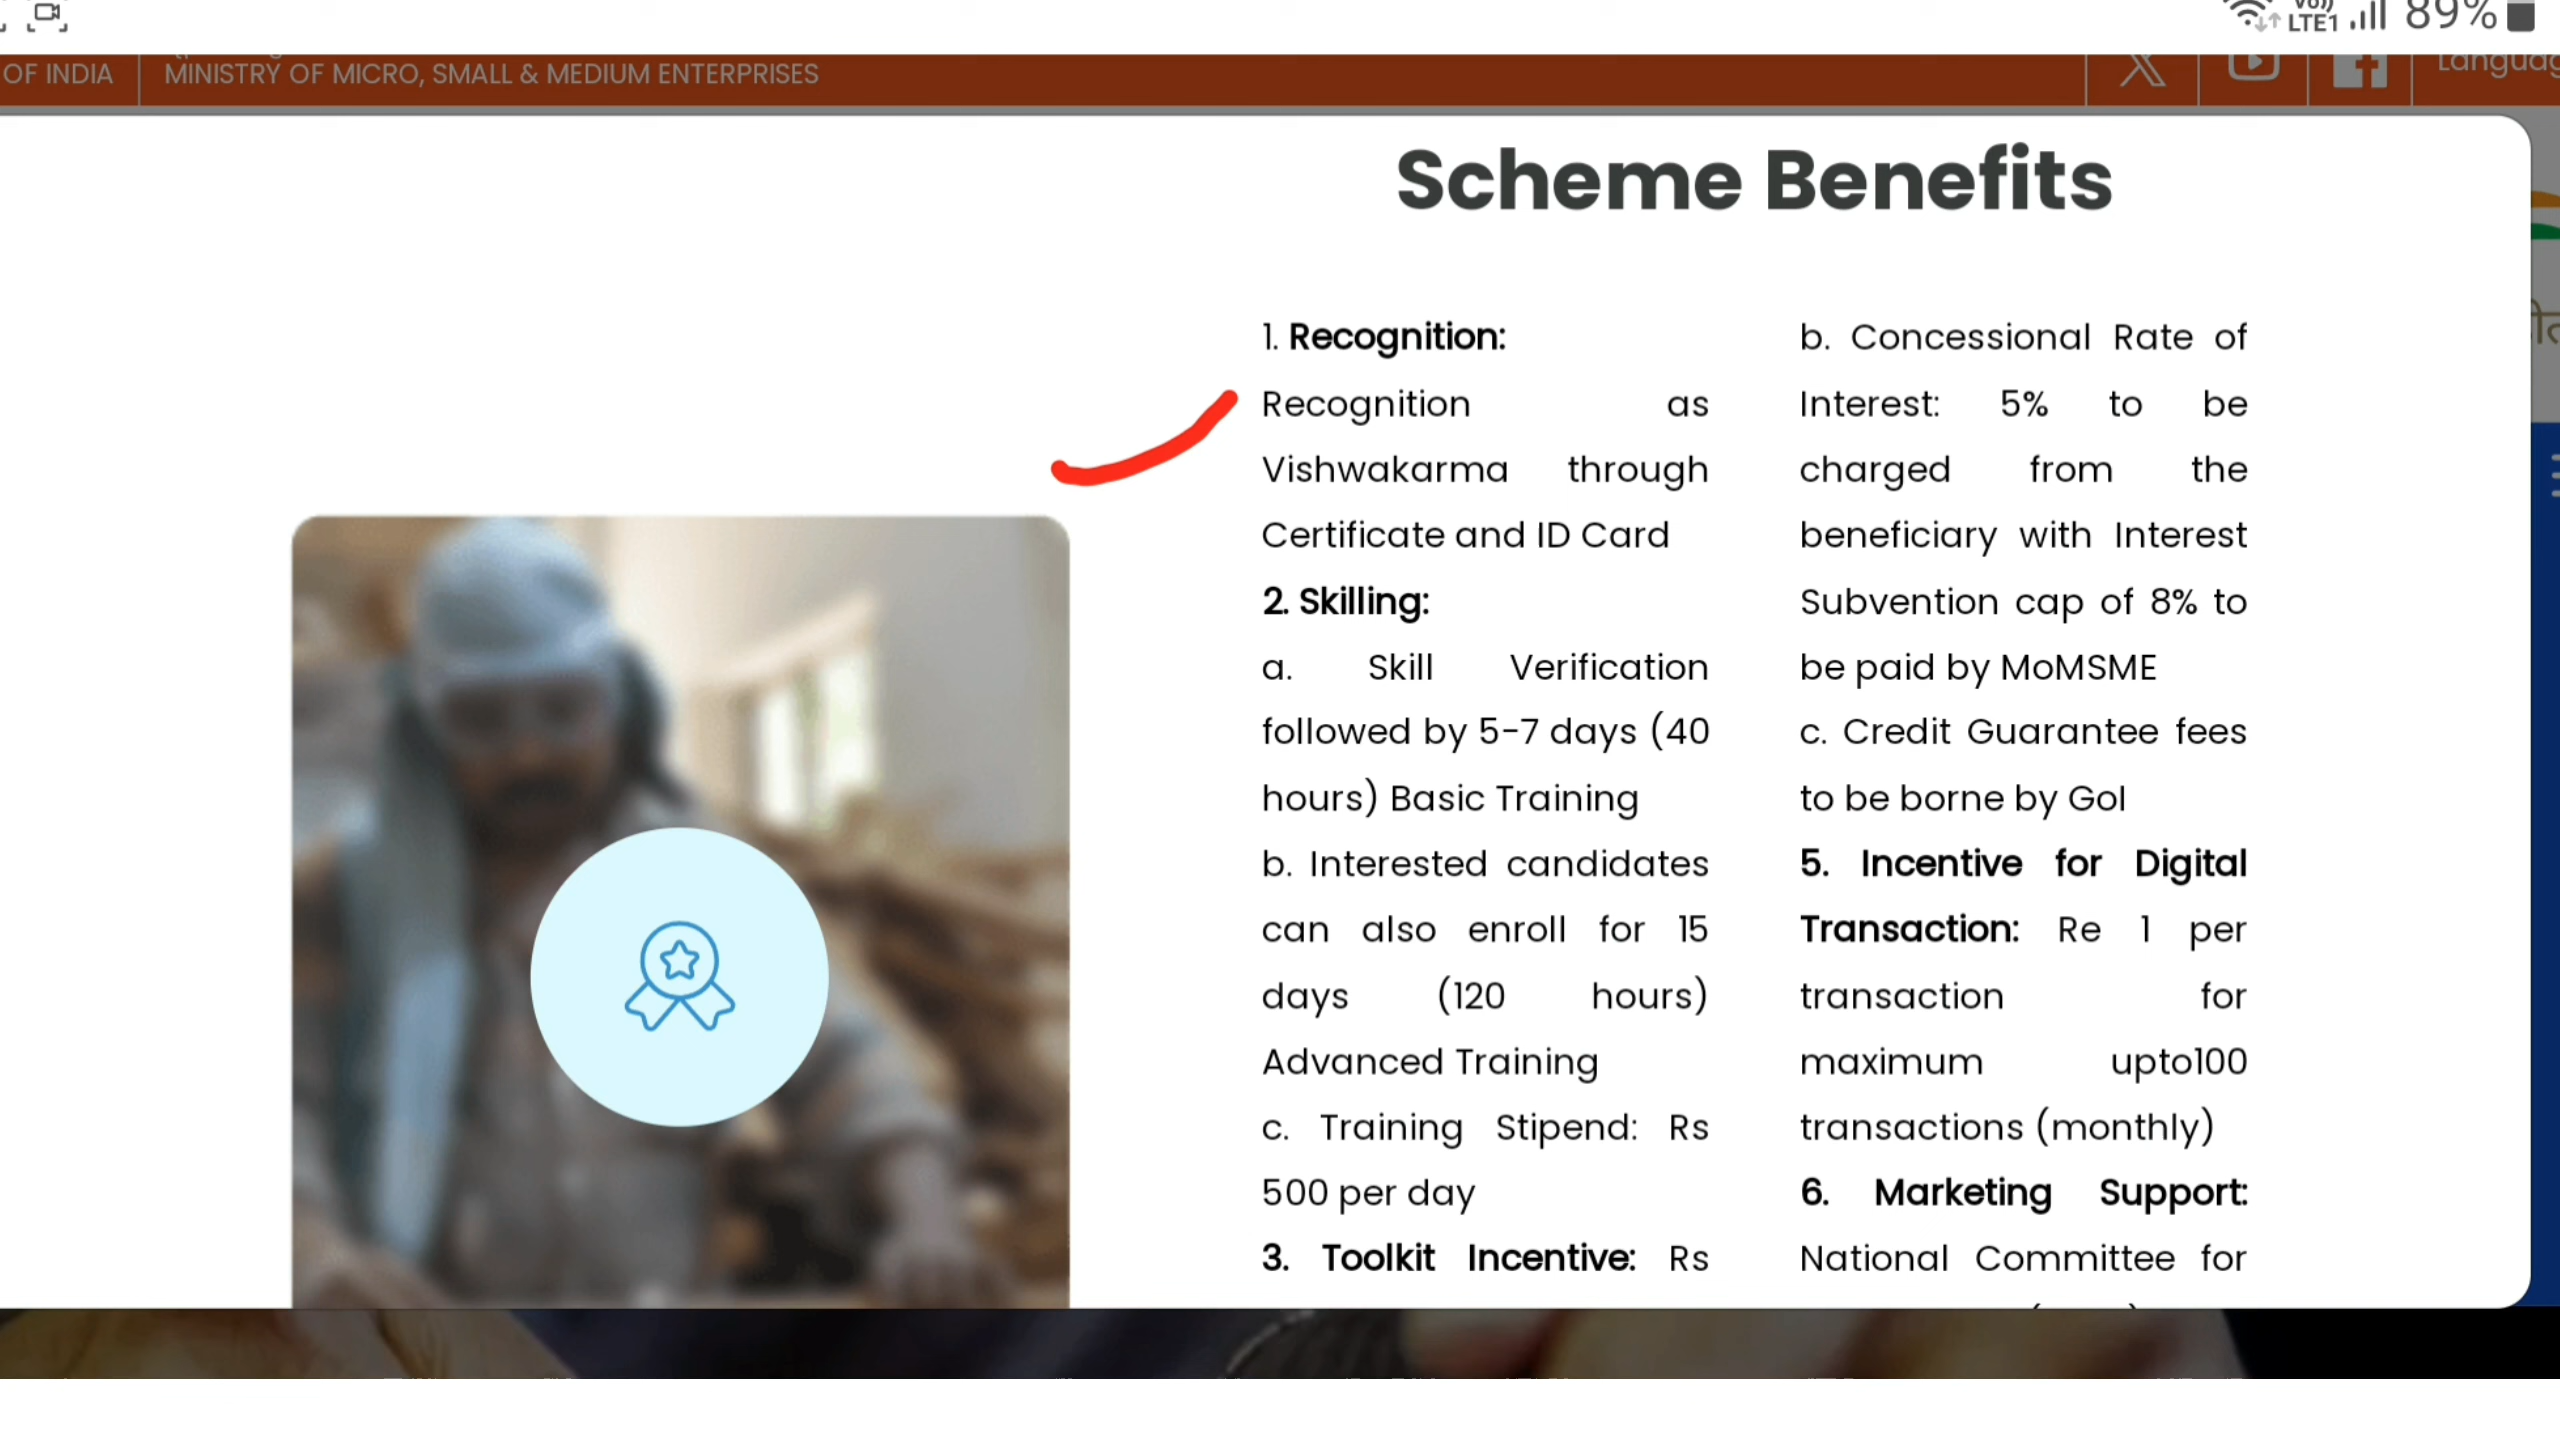 LTE1
89%
OF INDIA
MINISTRY OF MICRO, SMALL & MEDIUM ENTERPRISES
Scheme Benefits
1. Recognition:
Recognition as
Vishwakarma through
Certificate and ID Card
2. Skilling:
a. Skill Verification
followed by 5-7 days (40
hours) Basic Training
b. Interested candidates
can also enroll for 15
days (120 hours)
Advanced Training
c. Training Stipend: Rs
500 per day
3. Toolkit Incentive: Rs
b. Concessional Rate of
Interest: 5% to be
charged from the
beneficiary with Interest
Subvention cap of 8% to
be paid by MoMSME
c. Credit Guarantee fees
to be borne by GoI
5. Incentive for Digital
Transaction: Re 1 per
transaction for
maximum upto100
transactions (monthly)
6. Marketing Support:
National Committee for